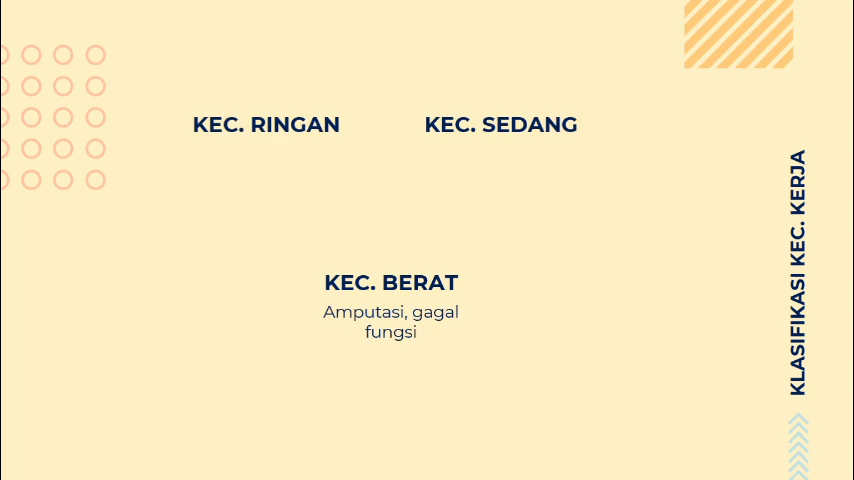 KEC. RINGAN
KEC. SEDANG
KEC. BERAT
Amputasi, gagal
fungsi
KLASIFIKASI KEC. KERJA